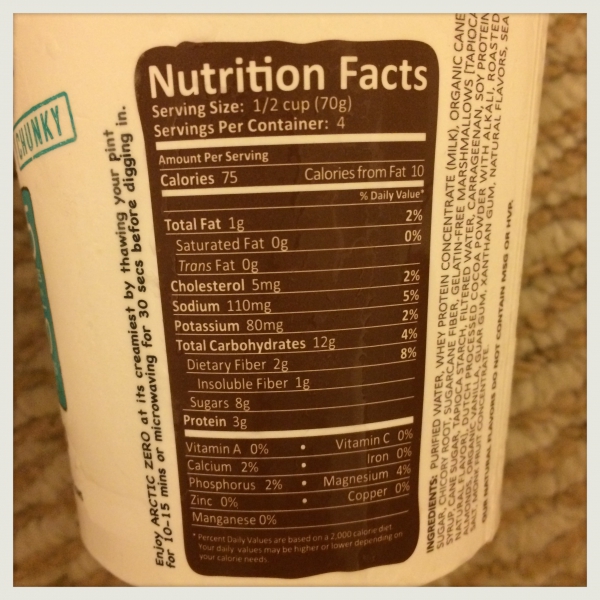 CHUNKY
Enjoy ARCTIC ZERO at its creamiest by thawing your pint in.
for 10-15 mins or microwaving for 30 secs before digging in.
Nutrition Facts
Serving Size: 1/2 cup (70g)
Servings Per Container: 4
Amount Per Serving
Calories 75 Calories from Fat 10
% Daily Value*
Total Fat 1g 2%
Saturated Fat 0g 0%
Trans Fat 0g
Cholesterol 5mg 2%
Sodium 110mg 5%
Potassium 80mg 2%
Total Carbohydrates 12g 4%
Dietary Fiber 2g 8%
Insoluble Fiber 1g
Sugars 8g
Protein 3g
Vitamin A 0% • Vitamin C 0%
Calcium 2% • Iron 0%
Phosphorus 2% • Magnesium 4%
Zinc 0% • Copper 0%
Manganese 0%
* Percent Daily Values are based on a 2,000 calorie diet.
Your daily values may be higher or lower depending on
your calorie needs.
INGREDIENTS: PURIFIED WATER, WHEY PROTEIN CONCENTRATE (MILK), ORGANIC CANE
SUGAR, CHICORY ROOT, SUGARCANE FIBER, GELATIN-FREE MARSHMALLOWS [TAPIOCA
SYRUP, CANE SUGAR, TAPIOCA STARCH, FILTERED WATER, CARRAGEENAN, SOY PROTEIN,
NATURAL FLAVOR), DUTCH PROCESSED COCOA POWDER WITH ALKALI, ROASTED
ALMONDS, ORGANIC VANILLA, GUAR GUM, XANTHAN GUM, NATURAL FLAVORS, SEA
SALT, MONK FRUIT CONCENTRATE.
OUR NATURAL FLAVORS DO NOT CONTAIN MSG OR HVP.